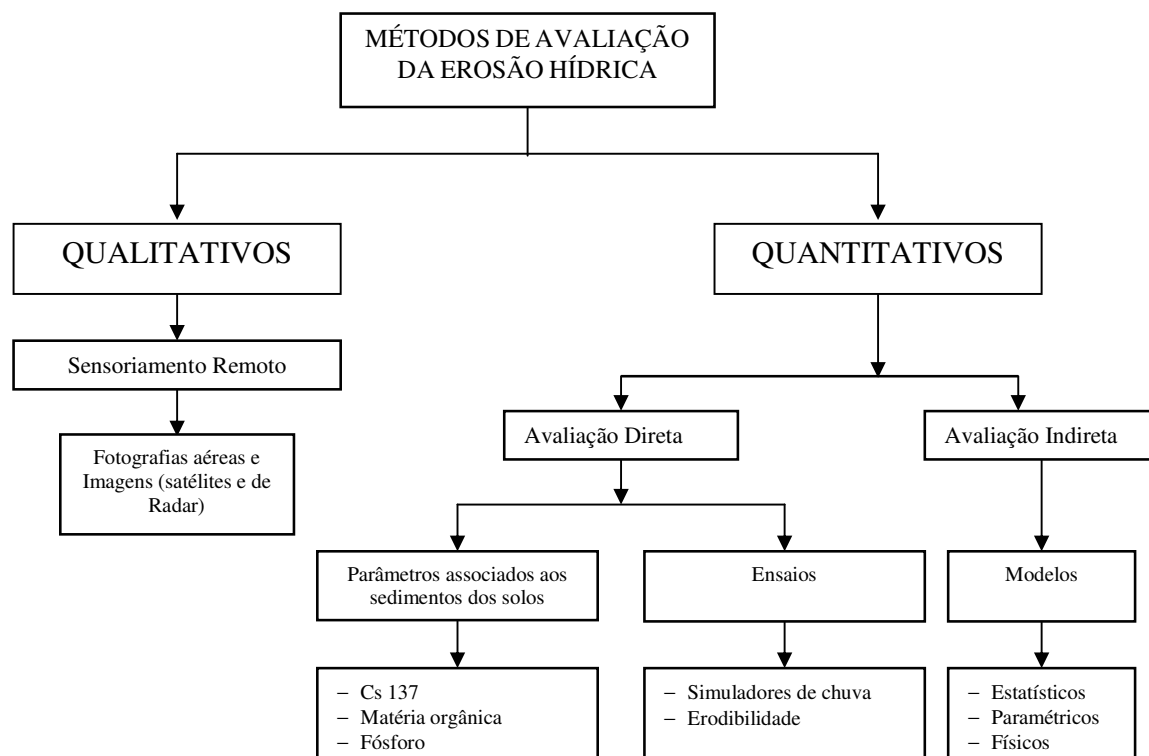 MÉTODOS DE AVALIAÇÃO
DA EROSÃO HÍDRICA
QUALITATIVOS
QUANTITATIVOS
Sensoriamento Remoto
Fotografias aéreas e
Imagens (satélites e de
Radar)
Avaliação Direta
Avaliação Indireta
Parâmetros associados aos
sedimentos dos solos
Ensaios
Modelos
– Cs 137
– Matéria orgânica
– Fósforo
– Simuladores de chuva
– Erodibilidade
– Estatísticos
– Paramétricos
– Físicos